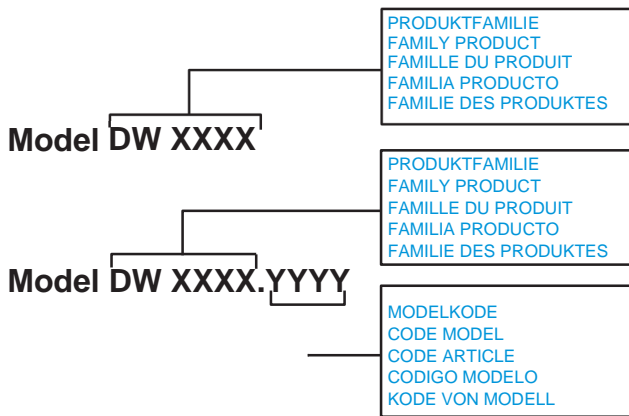 PRODUKTFAMILIE
FAMILY PRODUCT
FAMILLE DU PRODUIT
FAMILIA PRODUCTO
FAMILIE DES PRODUKTES
Model DW XXXX
PRODUKTFAMILIE
FAMILY PRODUCT
FAMILLE DU PRODUIT
FAMILIA PRODUCTO
FAMILIE DES PRODUKTES
Model DW XXXX.YYYY
MODELKODE
CODE MODEL
CODE ARTICLE
CODIGO MODELO
KODE VON MODELL